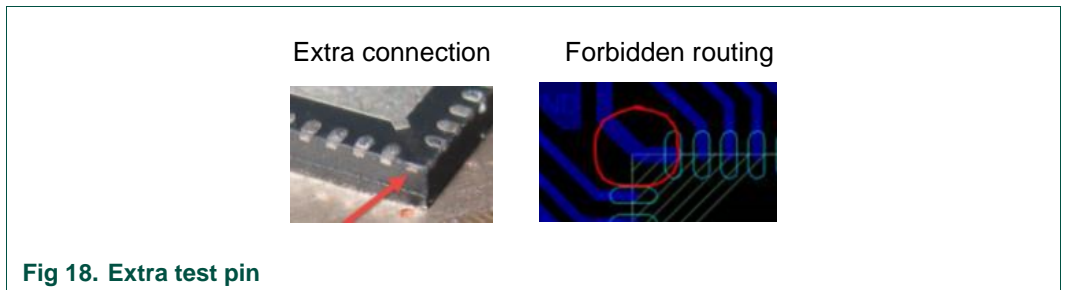 Extra connection
Forbidden routing
Fig 18. Extra test pin